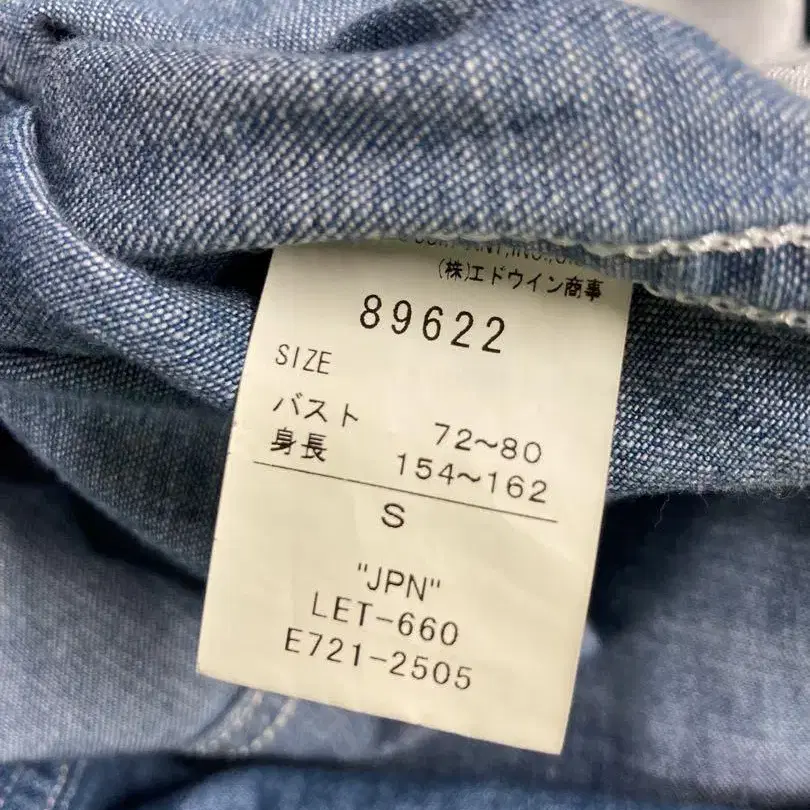 (株)エドウイン商事
89622
SIZE
バスト 72～80
身長 154～162
S
"JPN"
LET-660
E721-2505